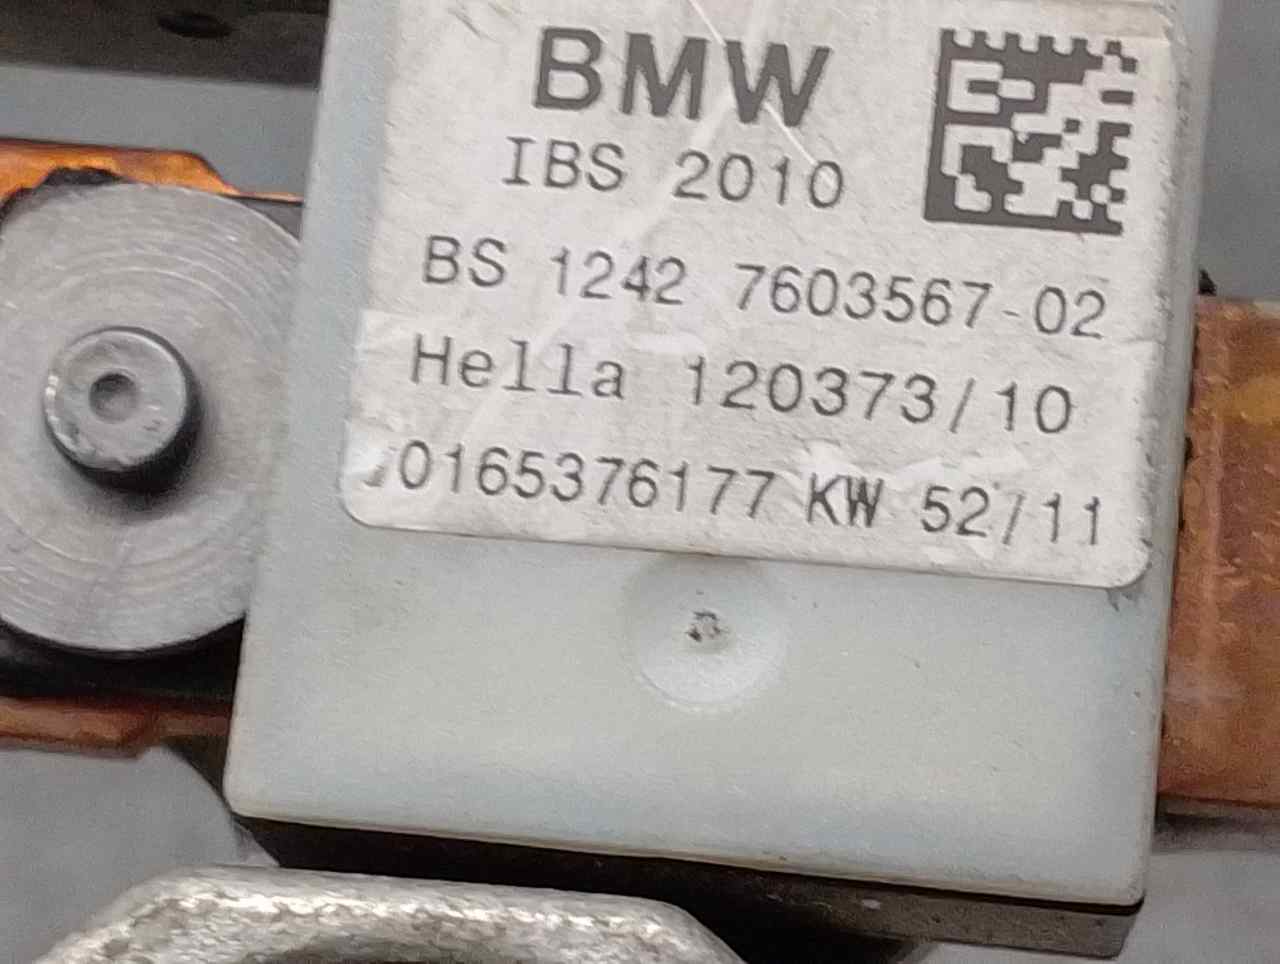 BMW
IBS 2010
BS 1242 7603567-02
Hella 120373/10
0165376177 KW 52/11